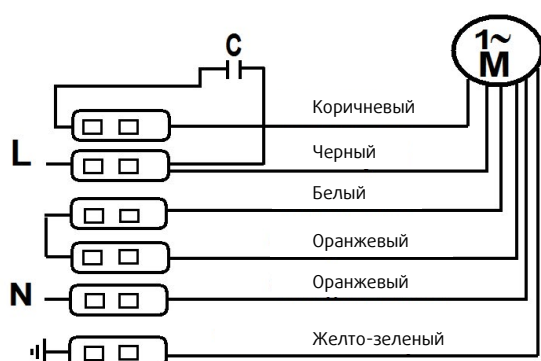 C
1~
M
Коричневый
L
Черный
Белый
Оранжевый
N
Оранжевый
Желто-зеленый